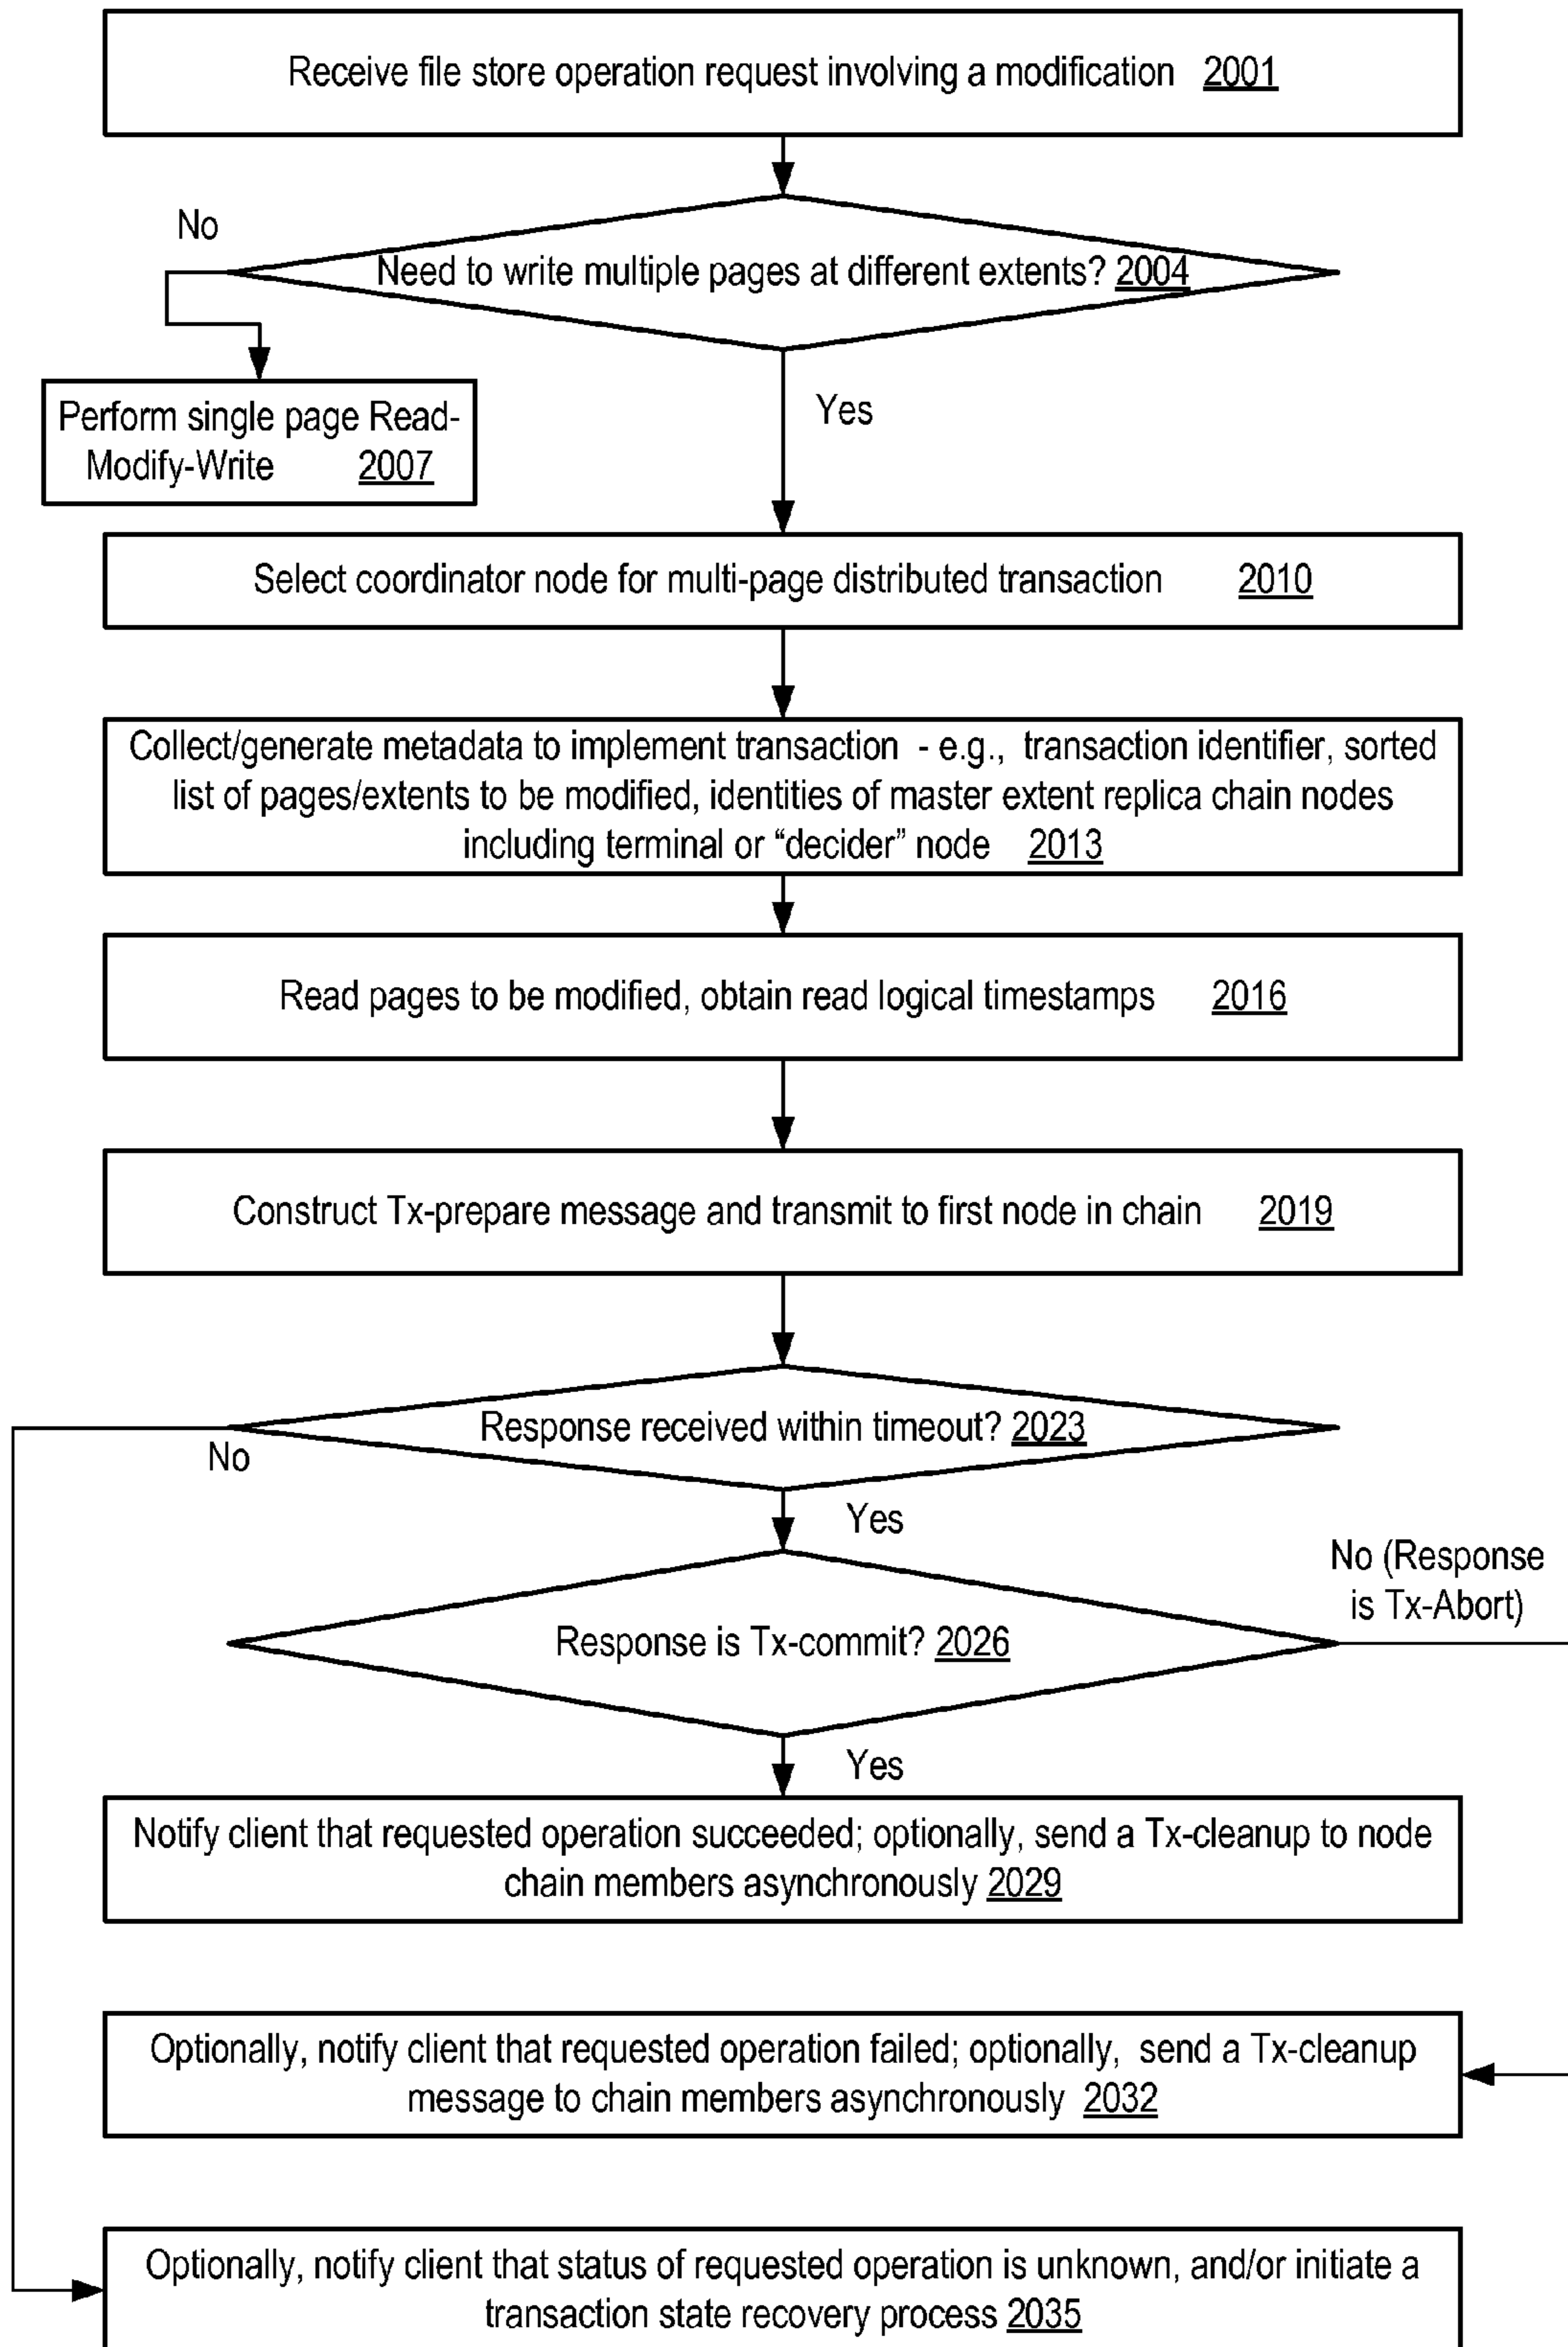 Receive file store operation request involving a modification 2001
No
Need to write multiple pages at different extents? 2004
Perform single page Read-
Modify-Write 2007
Yes
Select coordinator node for multi-page distributed transaction 2010
Collect/generate metadata to implement transaction - e.g., transaction identifier, sorted
list of pages/extents to be modified, identities of master extent replica chain nodes
including terminal or “decider” node 2013
Read pages to be modified, obtain read logical timestamps 2016
Construct Tx-prepare message and transmit to first node in chain 2019
Response received within timeout? 2023
No
Yes
No (Response
is Tx-Abort)
Response is Tx-commit? 2026
Yes
Notify client that requested operation succeeded; optionally, send a Tx-cleanup to node
chain members asynchronously 2029
Optionally, notify client that requested operation failed; optionally, send a Tx-cleanup
message to chain members asynchronously 2032
Optionally, notify client that status of requested operation is unknown, and/or initiate a
transaction state recovery process 2035